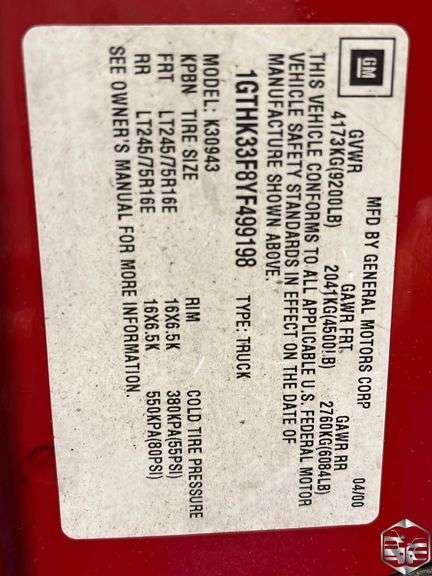 GM
MFD BY GENERAL MOTORS CORP 04/00
GVWR GAWR FRT GAWR RR
4173KG(9200LB) 2041KG(4500LB) 2760KG(6084LB)
THIS VEHICLE CONFORMS TO ALL APPLICABLE U.S. FEDERAL MOTOR
VEHICLE SAFETY STANDARDS IN EFFECT ON THE DATE OF
MANUFACTURE SHOWN ABOVE.
1GTHK33F8YF499198 TYPE: TRUCK
MODEL: K30943
KPBN TIRE SIZE RIM COLD TIRE PRESSURE
FRT LT245/75R16E 16X6.5K 380KPA(55PSI)
RR LT245/75R16E 16X6.5K 550KPA(80PSI)
SEE OWNER'S MANUAL FOR MORE INFORMATION.